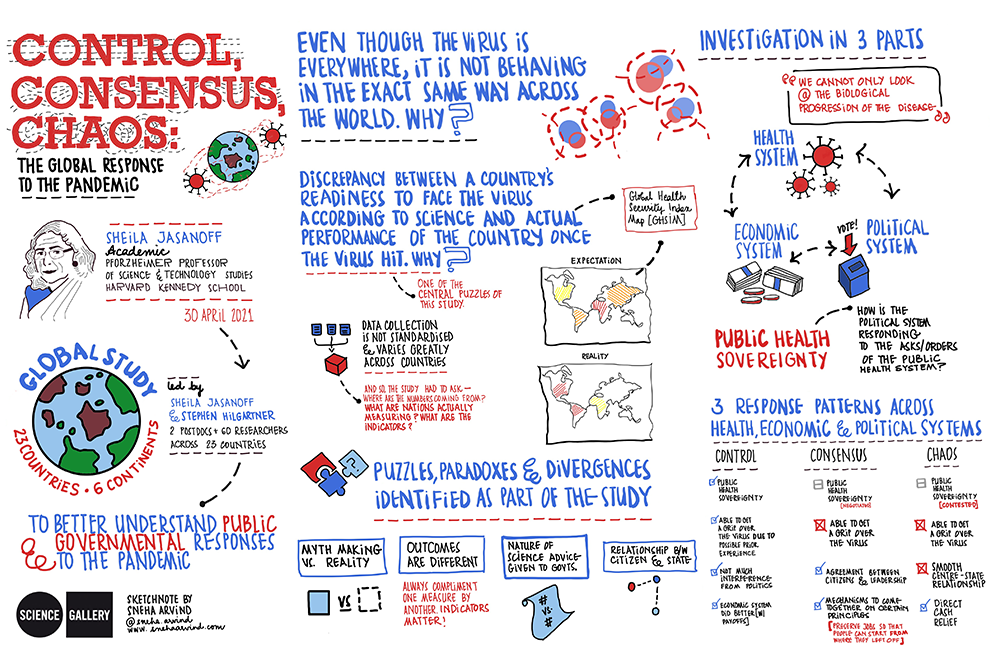 CONTROL,
CONSENSUS,
CHAOS:
THE GLOBAL RESPONSE
TO THE PANDEMIC
SHEILA JASANOFF
Academic
PFORZHEIMER PROFESSOR
OF SCIENCE & TECHNOLOGY STUDIES
HARVARD KENNEDY SCHOOL
30 APRIL 2021
GLOBAL STUDY
23 COUNTRIES • 6 CONTINENTS
led by
SHEILA JASANOFF
& STEPHEN HILGARTNER
2 POSTDOCS + 60 RESEARCHERS
ACROSS 23 COUNTRIES
TO BETTER UNDERSTAND PUBLIC
& GOVERNMENTAL RESPONSES
TO THE PANDEMIC
SCIENCE
GALLERY
SKETCHNOTE BY
SNEHA ARVIND
@sneha.arvind
www.snehaarvind.com
EVEN THOUGH THE VIRUS IS
EVERYWHERE, IT IS NOT BEHAVING
IN THE EXACT SAME WAY ACROSS
THE WORLD. WHY?
DISCREPANCY BETWEEN A COUNTRY'S
READINESS TO FACE THE VIRUS
ACCORDING TO SCIENCE AND ACTUAL
PERFORMANCE OF THE COUNTRY ONCE
THE VIRUS HIT. WHY?
ONE OF THE
CENTRAL PUZZLES OF
THIS STUDY.
Global Health
Security Index
Map [GHSIM]
EXPECTATION
REALITY
DATA COLLECTION
IS NOT STANDARDISED
& VARIES GREATLY
ACROSS COUNTRIES
AND SO, THE STUDY HAD TO ASK —
WHERE ARE THE NUMBERS COMING FROM?
WHAT ARE NATIONS ACTUALLY
MEASURING? WHAT ARE THE
INDICATORS?
PUZZLES, PARADOXES & DIVERGENCES
IDENTIFIED AS PART OF THE STUDY
MYTH MAKING
VS. REALITY
VS
OUTCOMES
ARE DIFFERENT
ALWAYS COMPLIMENT
ONE MEASURE BY
ANOTHER INDICATORS
MATTER!
NATURE OF
SCIENCE ADVICE
GIVEN TO GOVTS.
#
VS.
#
RELATIONSHIP B/W
CITIZEN & STATE
INVESTIGATION IN 3 PARTS
"WE CANNOT ONLY LOOK
@ THE BIOLOGICAL
PROGRESSION OF THE DISEASE"
HEALTH
SYSTEM
ECONOMIC
SYSTEM
VOTE!
POLITICAL
SYSTEM
PUBLIC HEALTH
SOVEREIGNTY
HOW IS THE
POLITICAL SYSTEM
RESPONDING
TO THE ASKS/ORDERS
OF THE PUBLIC
HEALTH SYSTEM?
3 RESPONSE PATTERNS ACROSS
HEALTH, ECONOMIC & POLITICAL SYSTEMS
CONTROL
PUBLIC
HEALTH
SOVEREIGNTY
ABLE TO GET
A GRIP OVER
THE VIRUS DUE TO
POSSIBLE PRIOR
EXPERIENCE
NOT MUCH
INTERFERENCE
FROM POLITICS
ECONOMIC SYSTEM
DID BETTER [W/
PAYOFFS]
CONSENSUS
PUBLIC
HEALTH
SOVEREIGNTY
[NEGOTIATED]
ABLE TO GET
A GRIP OVER
THE VIRUS
AGREEMENT BETWEEN
CITIZENS & LEADERSHIP
MECHANISMS TO COME
TOGETHER ON CERTAIN
PRINCIPLES
[PRESERVE JOBS SO THAT
PEOPLE CAN START FROM
WHERE THEY LEFT OFF]
CHAOS
PUBLIC
HEALTH
SOVEREIGNTY
[CONTESTED]
ABLE TO GET
A GRIP OVER
THE VIRUS
SMOOTH
CENTRE-STATE
RELATIONSHIP
DIRECT
CASH
RELIEF